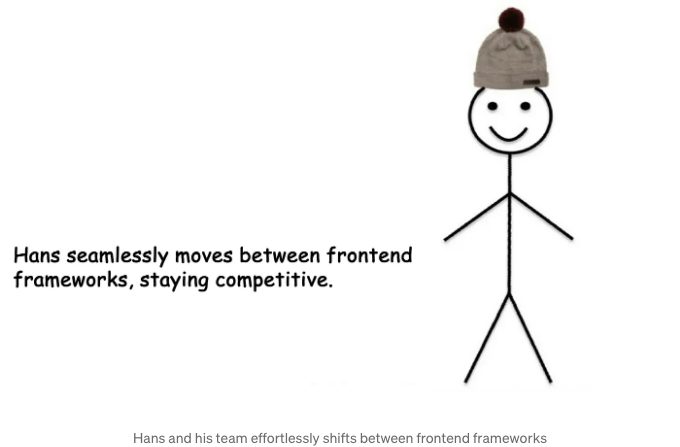 Hans seamlessly moves between frontend
frameworks, staying competitive.
Hans and his team effortlessly shifts between frontend frameworks